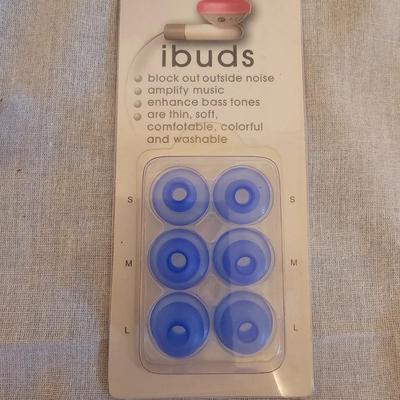 ibuds
block out outside noise
amplify music
enhance bass tones
are thin, soft,
comfotable, colorful
and washable
S S
M M
L L